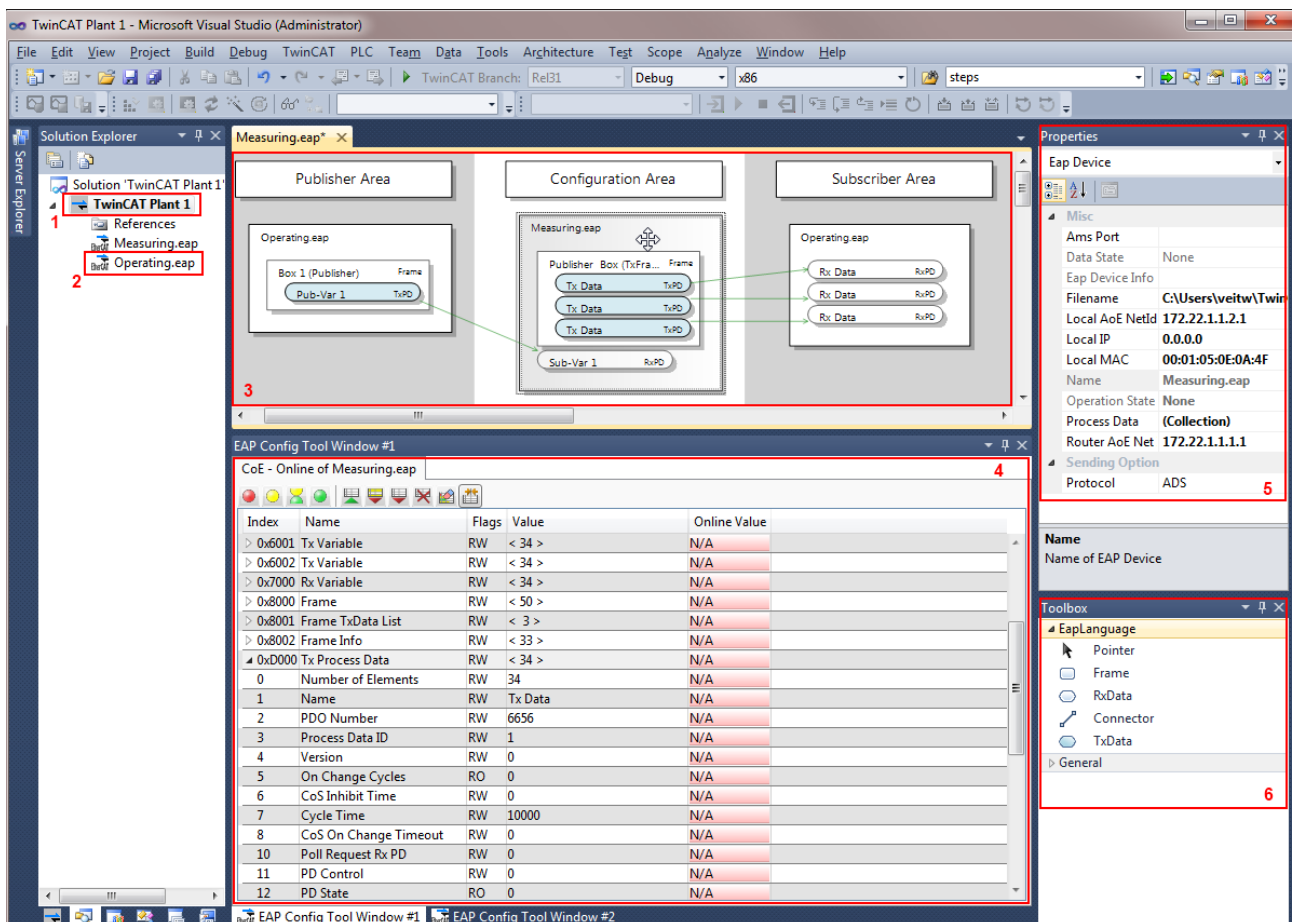 TwinCAT Plant 1 - Microsoft Visual Studio (Administrator)
File Edit View Project Build Debug TwinCAT PLC Team Data Tools Architecture Test Scope Analyze Window Help
TwinCAT Branch: Rel31 Debug x86 steps
Server Explorer
Solution Explorer
Solution 'TwinCAT Plant 1'
TwinCAT Plant 1
1
References
Measuring.eap
Operating.eap
2
Measuring.eap*
Publisher Area
Configuration Area
Subscriber Area
Operating.eap
Box 1 (Publisher) Frame
Pub-Var 1 TxPD
Measuring.eap
Publisher Box (TxFra... Frame
Tx Data TxPD
Tx Data TxPD
Tx Data TxPD
Sub-Var 1 RxPD
Operating.eap
Rx Data RxPD
Rx Data RxPD
Rx Data RxPD
3
EAP Config Tool Window #1
CoE - Online of Measuring.eap
4
Index Name Flags Value Online Value
0x6001 Tx Variable RW < 34 > N/A
0x6002 Tx Variable RW < 34 > N/A
0x7000 Rx Variable RW < 34 > N/A
0x8000 Frame RW < 50 > N/A
0x8001 Frame TxData List RW < 3 > N/A
0x8002 Frame Info RW < 33 > N/A
0xD000 Tx Process Data RW < 34 > N/A
0 Number of Elements RW 34 N/A
1 Name RW Tx Data N/A
2 PDO Number RW 6656 N/A
3 Process Data ID RW 1 N/A
4 Version RW 0 N/A
5 On Change Cycles RO 0 N/A
6 CoS Inhibit Time RW 0 N/A
7 Cycle Time RW 10000 N/A
8 CoS On Change Timeout RW 0 N/A
10 Poll Request Rx PD RW 0 N/A
11 PD Control RW 0 N/A
12 PD State RO 0 N/A
EAP Config Tool Window #1 EAP Config Tool Window #2
Properties
Eap Device
Misc
Ams Port
Data State None
Eap Device Info
Filename C:\Users\veitw\Twin
Local AoE NetId 172.22.1.1.2.1
Local IP 0.0.0.0
Local MAC 00:01:05:0E:0A:4F
Name Measuring.eap
Operation State None
Process Data (Collection)
Router AoE Net 172.22.1.1.1.1
Sending Option
Protocol ADS
5
Name
Name of EAP Device
Toolbox
EapLanguage
Pointer
Frame
RxData
Connector
TxData
General
6